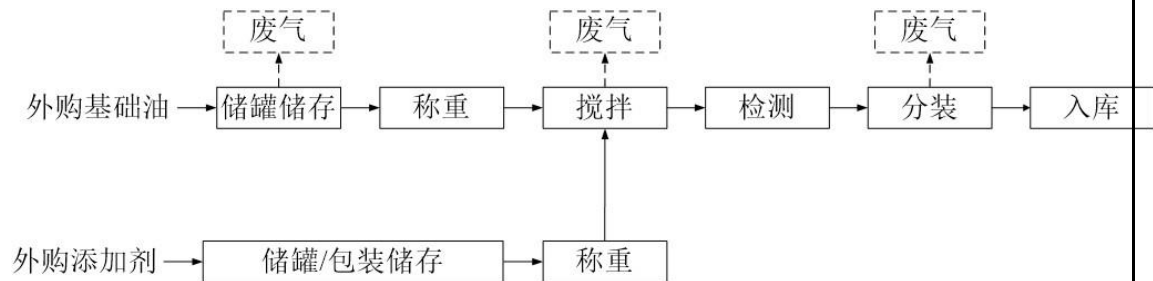 废气 废气 废气
外购基础油 储罐储存 称重 搅拌 检测 分装 入库
外购添加剂 储罐/包装储存 称重